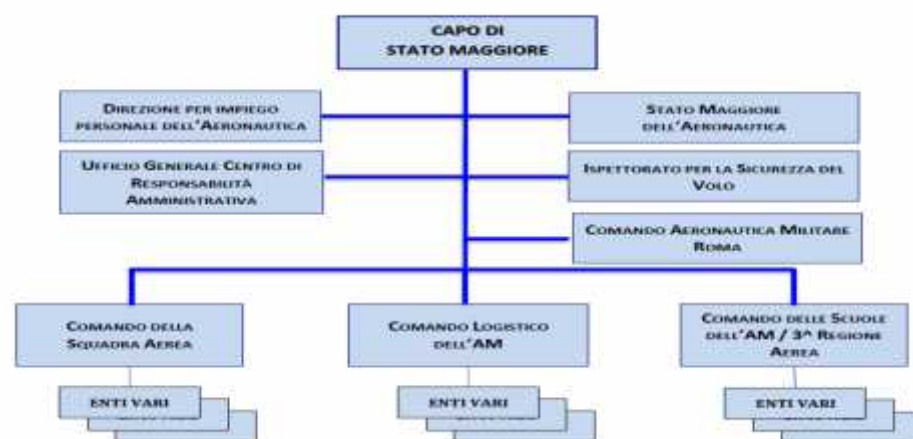 CAPO DI
STATO MAGGIORE
DIREZIONE PER IMPIEGO
PERSONALE DELL'AERONAUTICA
STATO MAGGIORE
DELL'AERONAUTICA
UFFICIO GENERALE CENTRO DI
RESPONSABILITÀ
AMMINISTRATIVA
ISPETTORATO PER LA SICUREZZA DEL
VOLO
COMANDO AERONAUTICA MILITARE
ROMA
COMANDO DELLA
SQUADRA AEREA
COMANDO LOGISTICO
DELL'AM
COMANDO DELLE SCUOLE
DELL'AM / 3^ REGIONE
AEREA
ENTI VARI
ENTI VARI
ENTI VARI